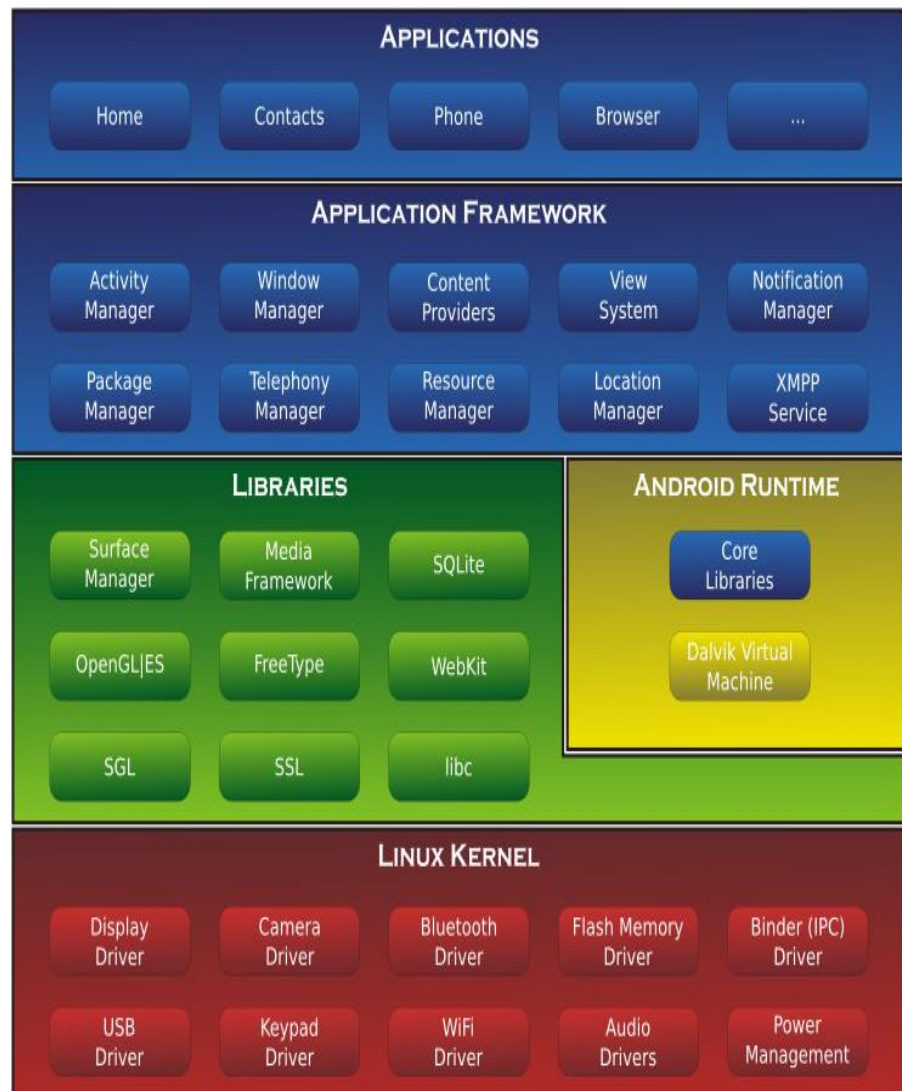 APPLICATIONS
Home
Contacts
Phone
Browser
...
APPLICATION FRAMEWORK
Activity
Manager
Window
Manager
Content
Providers
View
System
Notification
Manager
Package
Manager
Telephony
Manager
Resource
Manager
Location
Manager
XMPP
Service
LIBRARIES
Surface
Manager
Media
Framework
SQLite
OpenGL|ES
FreeType
WebKit
SGL
SSL
libc
ANDROID RUNTIME
Core
Libraries
Dalvik Virtual
Machine
LINUX KERNEL
Display
Driver
Camera
Driver
Bluetooth
Driver
Flash Memory
Driver
Binder (IPC)
Driver
USB
Driver
Keypad
Driver
WiFi
Driver
Audio
Drivers
Power
Management